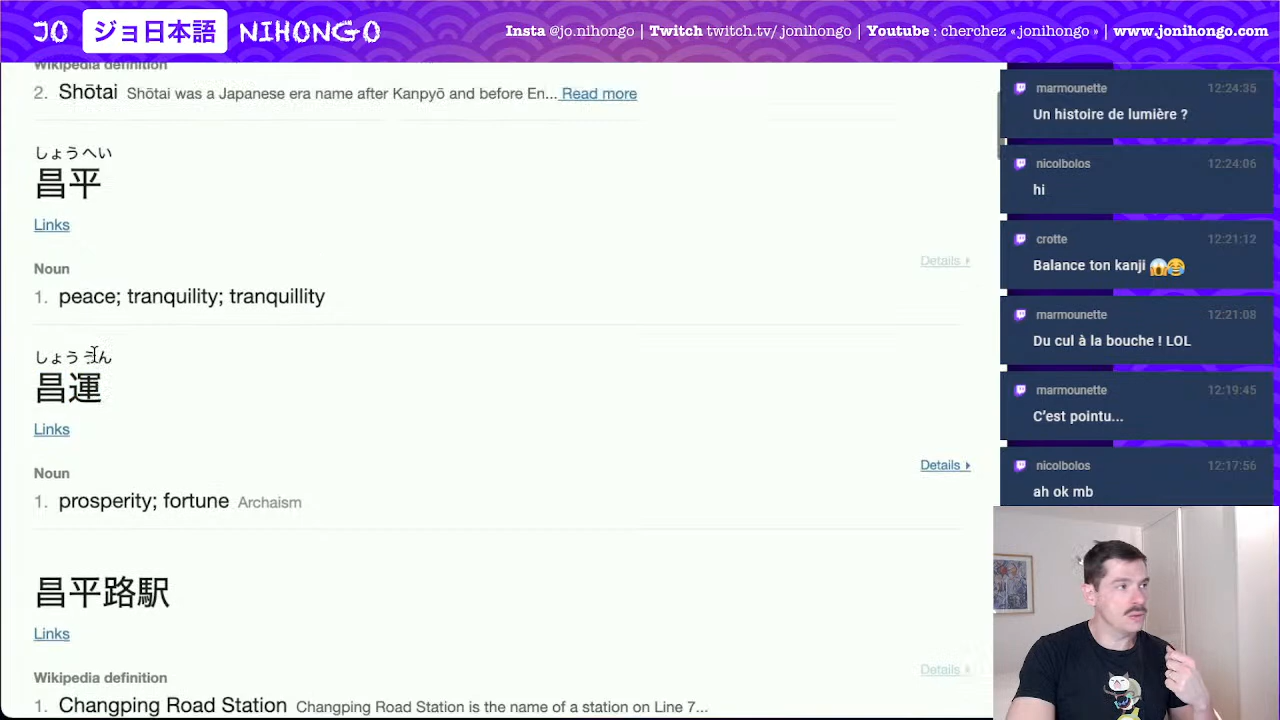 JO ジョ日本語 NIHONGO
Insta @jo.nihongo | Twitch twitch.tv/jonihongo | Youtube : cherchez « jonihongo » | www.jonihongo.com
Wikipedia definition
2. Shōtai Shōtai was a Japanese era name after Kanpyō and before En... Read more
しょうへい
昌平
Links
Details
Noun
1. peace; tranquility; tranquillity
しょううん
昌運
Links
Details
Noun
1. prosperity; fortune Archaism
昌平路駅
Links
Details
Wikipedia definition
1. Changping Road Station Changping Road Station is the name of a station on Line 7...
marmounette 12:24:35
Un histoire de lumière ?
nicolbolos 12:24:06
hi
crotte 12:21:12
Balance ton kanji 😱😂
marmounette 12:21:08
Du cul à la bouche ! LOL
marmounette 12:19:45
C'est pointu...
nicolbolos 12:17:56
ah ok mb